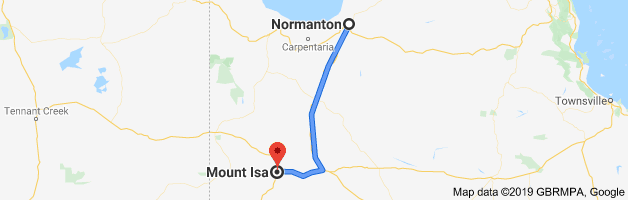 Normanton
Carpentaria
Tennant Creek
Townsville
Mount Isa
Map data ©2019 GBRMPA, Google